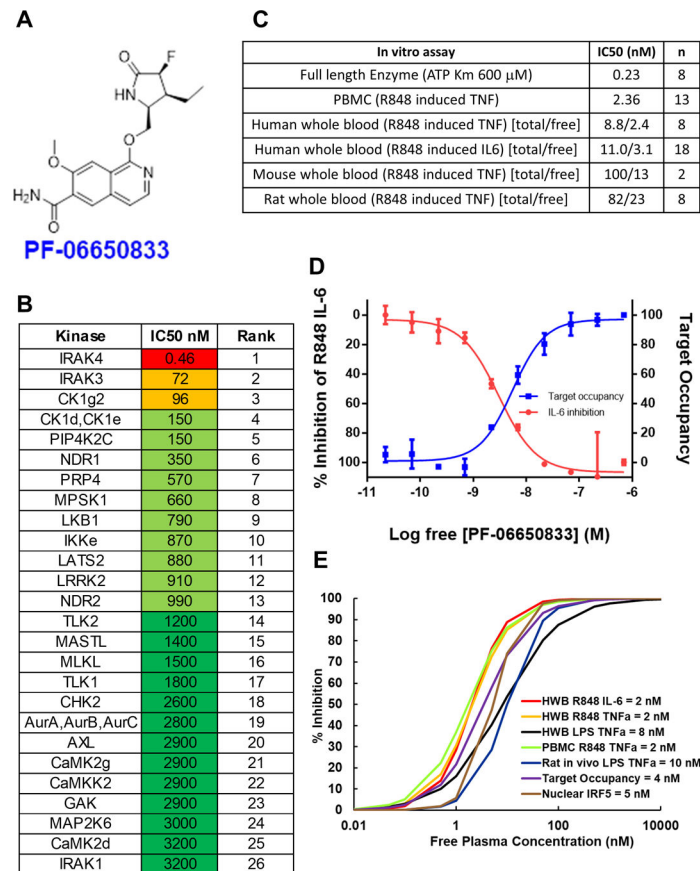 A
O
F
HN
O
O
N
H₂N
O
PF-06650833
C
In vitro assay IC50 (nM) n
Full length Enzyme (ATP Km 600 µM) 0.23 8
PBMC (R848 induced TNF) 2.36 13
Human whole blood (R848 induced TNF) [total/free] 8.8/2.4 8
Human whole blood (R848 induced IL6) [total/free] 11.0/3.1 18
Mouse whole blood (R848 induced TNF) [total/free] 100/13 2
Rat whole blood (R848 induced TNF) [total/free] 82/23 8
B
Kinase IC50 nM Rank
IRAK4 0.46 1
IRAK3 72 2
CK1g2 96 3
CK1d,CK1e 150 4
PIP4K2C 150 5
NDR1 350 6
PRP4 570 7
MPSK1 660 8
LKB1 790 9
IKKe 870 10
LATS2 880 11
LRRK2 910 12
NDR2 990 13
TLK2 1200 14
MASTL 1400 15
MLKL 1500 16
TLK1 1800 17
CHK2 2600 18
AurA,AurB,AurC 2800 19
AXL 2900 20
CaMK2g 2900 21
CaMKK2 2900 22
GAK 2900 23
MAP2K6 3000 24
CaMK2d 3200 25
IRAK1 3200 26
D
% Inhibition of R848 IL-6
0
20
40
60
80
100
Target occupancy
IL-6 inhibition
100
80
60
40
20
0
Target Occupancy
-11 -10 -9 -8 -7 -6
Log free [PF-06650833] (M)
E
% Inhibition
100
90
80
70
60
50
40
30
20
10
0
HWB R848 IL-6 = 2 nM
HWB R848 TNFa = 2 nM
HWB LPS TNFa = 8 nM
PBMC R848 TNFa = 2 nM
Rat in vivo LPS TNFa = 10 nM
Target Occupancy = 4 nM
Nuclear IRF5 = 5 nM
0.01 1 100 10000
Free Plasma Concentration (nM)